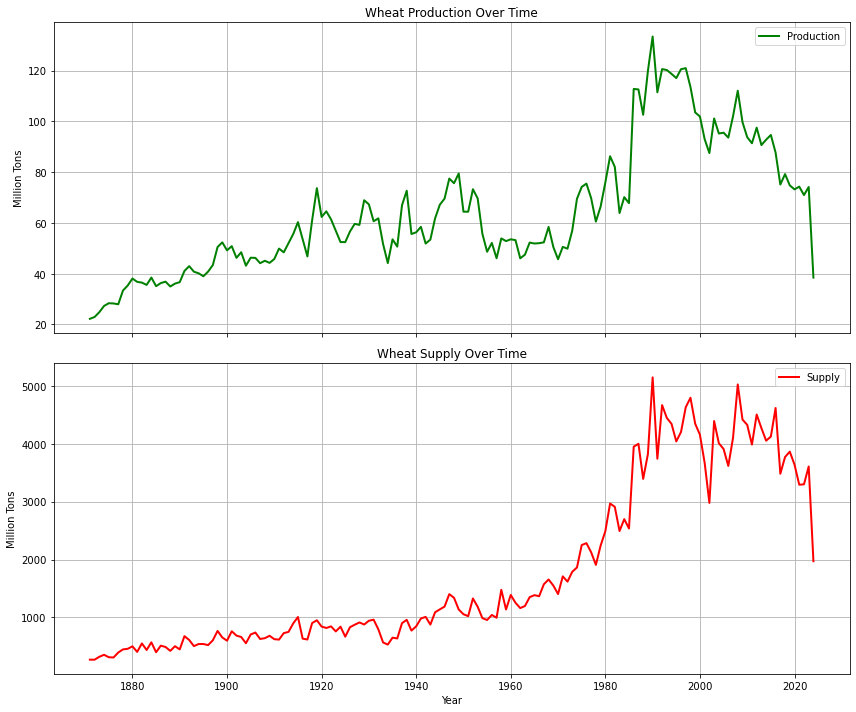 Wheat Production Over Time
Production
Million Tons
120
100
80
60
40
20
Wheat Supply Over Time
Supply
Million Tons
5000
4000
3000
2000
1000
1880 1900 1920 1940 1960 1980 2000 2020
Year